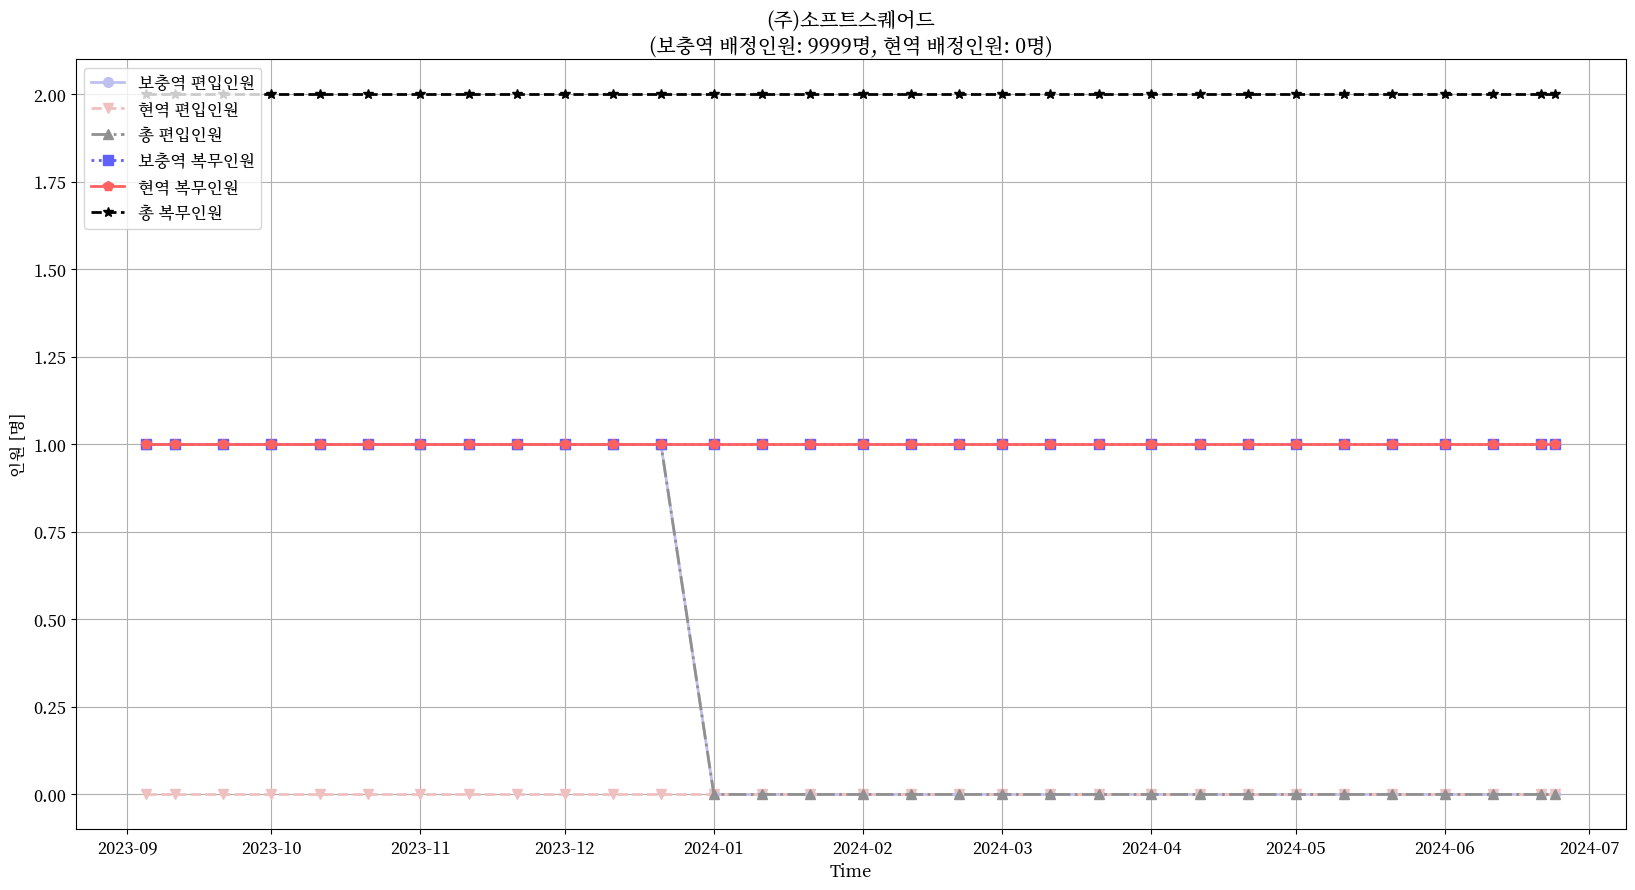 (주)소프트스퀘어드
(보충역 배정인원: 9999명, 현역 배정인원: 0명)
보충역 편입인원
현역 편입인원
총 편입인원
보충역 복무인원
현역 복무인원
총 복무인원
2.00
1.75
1.50
1.25
1.00
0.75
0.50
0.25
0.00
인원 [명]
2023-09 2023-10 2023-11 2023-12 2024-01 2024-02 2024-03 2024-04 2024-05 2024-06 2024-07
Time